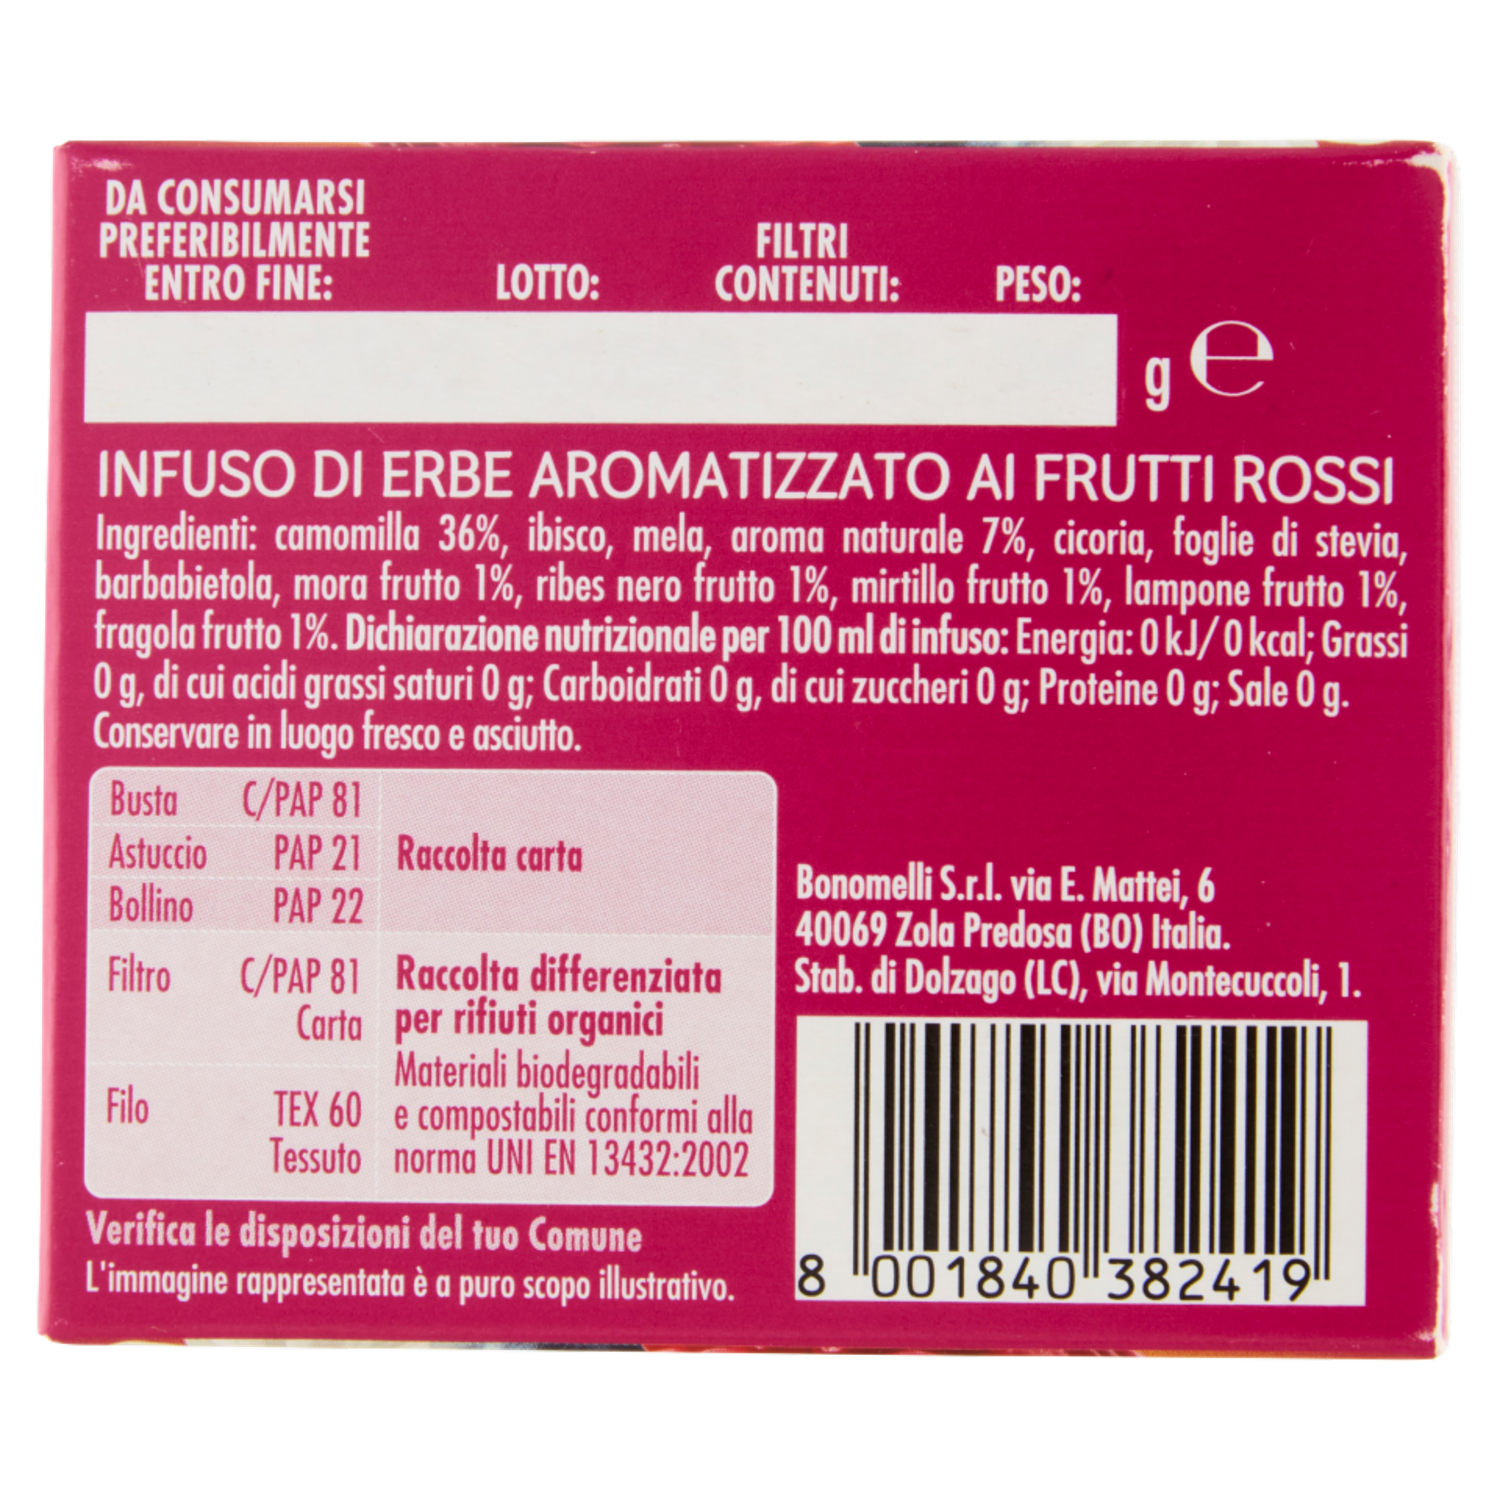 DA CONSUMARSI
PREFERIBILMENTE
ENTRO FINE:
LOTTO:
FILTRI
CONTENUTI:
PESO:
g e
INFUSO DI ERBE AROMATIZZATO AI FRUTTI ROSSI
Ingredienti: camomilla 36%, ibisco, mela, aroma naturale 7%, cicoria, foglie di stevia,
barbabietola, mora frutto 1%, ribes nero frutto 1%, mirtillo frutto 1%, lampone frutto 1%,
fragola frutto 1%. Dichiarazione nutrizionale per 100 ml di infuso: Energia: 0 kJ/ 0 kcal; Grassi
0 g, di cui acidi grassi saturi 0 g; Carboidrati 0 g, di cui zuccheri 0 g; Proteine 0 g; Sale 0 g.
Conservare in luogo fresco e asciutto.
Busta C/PAP 81
Astuccio PAP 21
Bollino PAP 22
Raccolta carta
Filtro C/PAP 81
Carta
Filo TEX 60
Tessuto
Raccolta differenziata
per rifiuti organici
Materiali biodegradabili
e compostabili conformi alla
norma UNI EN 13432:2002
Verifica le disposizioni del tuo Comune
L'immagine rappresentata è a puro scopo illustrativo.
Bonomelli S.r.l. via E. Mattei, 6
40069 Zola Predosa (BO) Italia.
Stab. di Dolzago (LC), via Montecuccoli, 1.
8 001840 382419